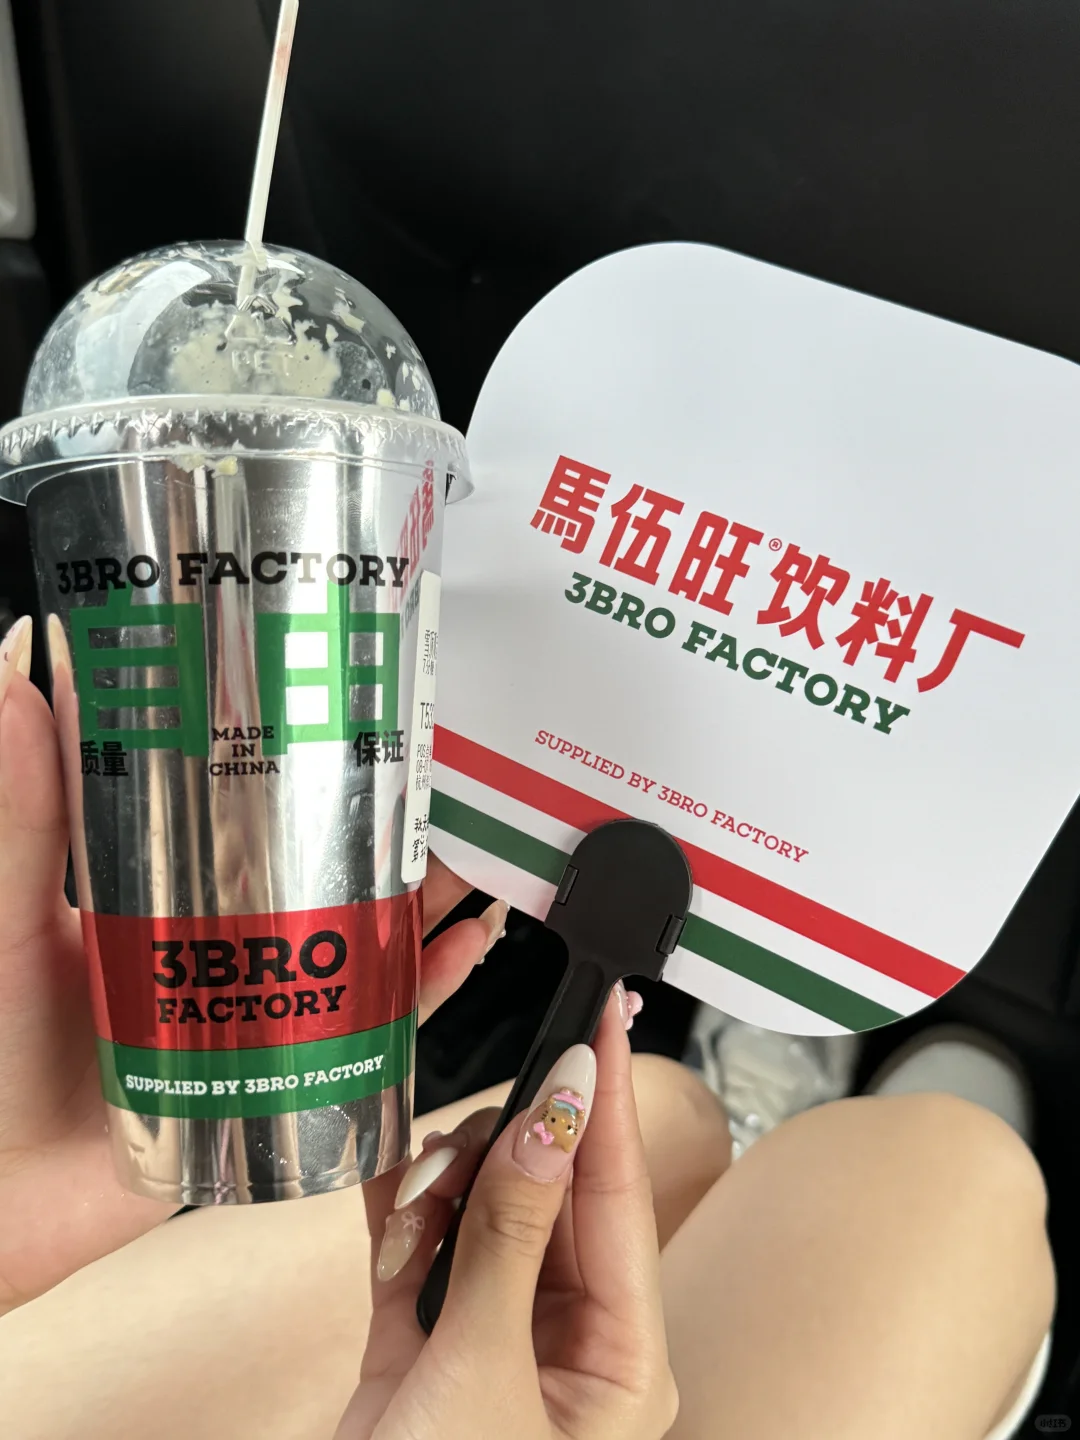 PET
3BRO FACTORY
自由
质量
MADE
IN
CHINA
保证
3BRO
FACTORY
SUPPLIED BY 3BRO FACTORY
馬伍旺®饮料厂
3BRO FACTORY
SUPPLIED BY 3BRO FACTORY